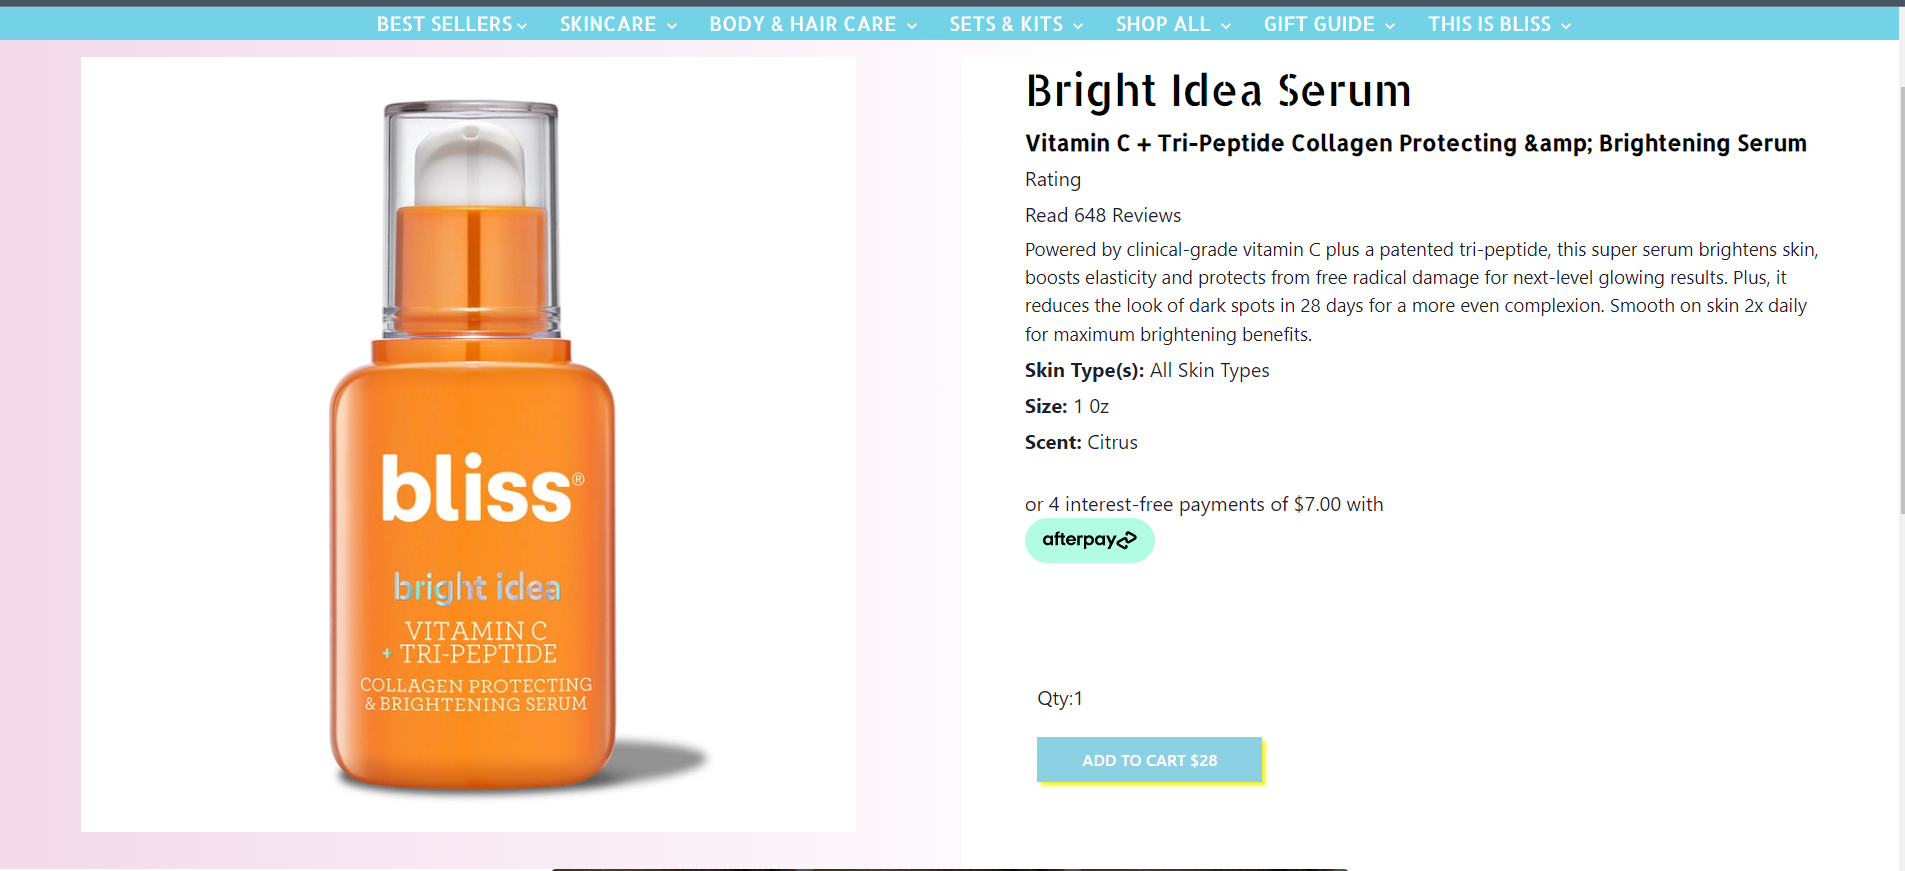 BEST SELLERS SKINCARE BODY & HAIR CARE SETS & KITS SHOP ALL GIFT GUIDE THIS IS BLISS
bliss®
bright idea
VITAMIN C
+ TRI-PEPTIDE
COLLAGEN PROTECTING
& BRIGHTENING SERUM
Bright Idea Serum
Vitamin C + Tri-Peptide Collagen Protecting &amp; Brightening Serum
Rating
Read 648 Reviews
Powered by clinical-grade vitamin C plus a patented tri-peptide, this super serum brightens skin,
boosts elasticity and protects from free radical damage for next-level glowing results. Plus, it
reduces the look of dark spots in 28 days for a more even complexion. Smooth on skin 2x daily
for maximum brightening benefits.
Skin Type(s): All Skin Types
Size: 1 0z
Scent: Citrus
or 4 interest-free payments of $7.00 with
afterpay
Qty:1
ADD TO CART $28